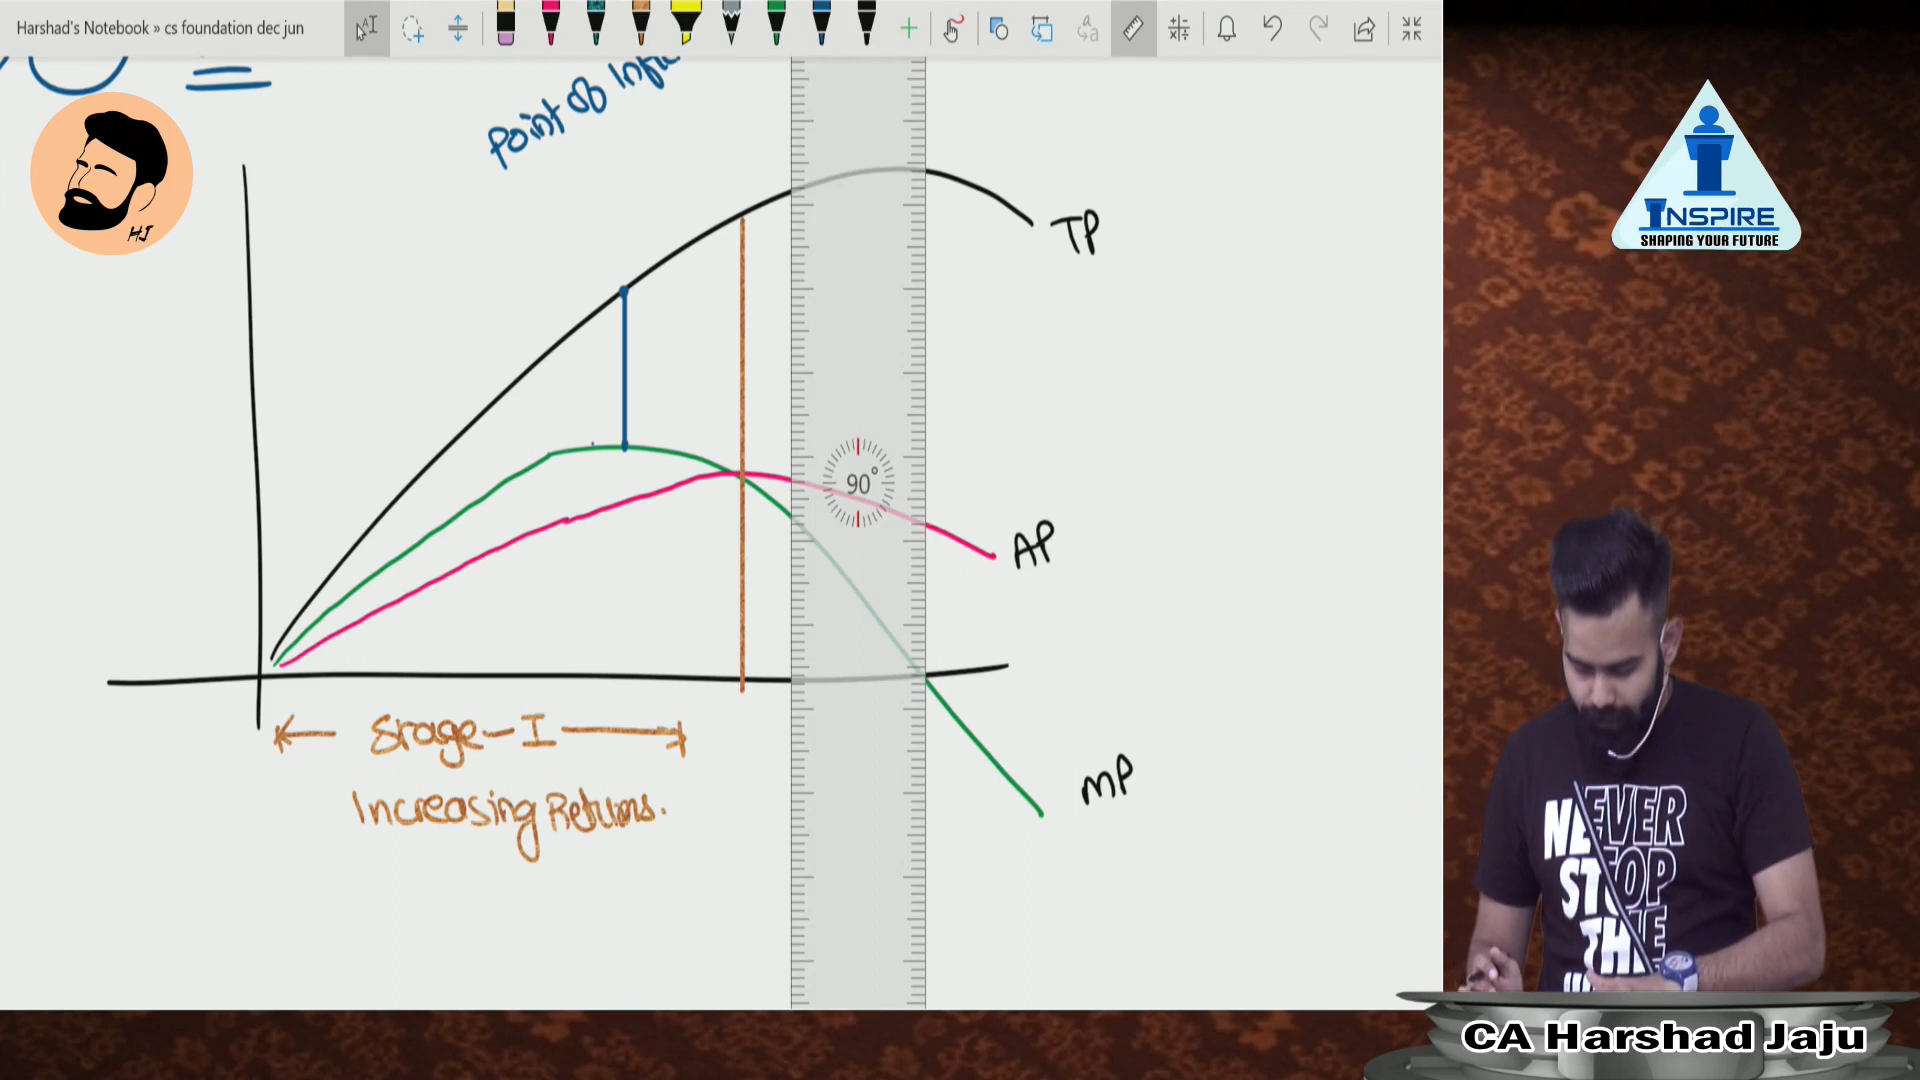 Harshad's Notebook » cs foundation dec jun
Point of
HJ
TP
90°
AP
MP
Stage-I
Increasing Returns.
INSPIRE
SHAPING YOUR FUTURE
NEVER
STOP
THE
CA Harshad Jaju